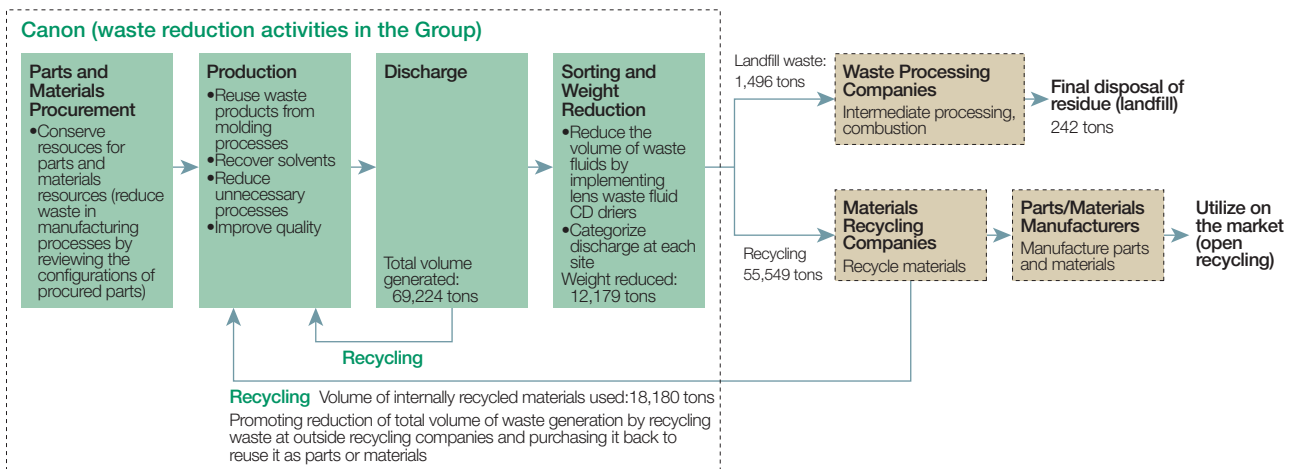 Canon (waste reduction activities in the Group)
Parts and
Materials
Procurement
•Conserve
resouces for
parts and
materials
resources (reduce
waste in
manufacturing
processes by
reviewing the
configurations of
procured parts)
Production
•Reuse waste
products from
molding
processes
•Recover solvents
•Reduce
unnecessary
processes
•Improve quality
Discharge
Total volume
generated:
69,224 tons
Sorting and
Weight
Reduction
•Reduce the
volume of waste
fluids by
implementing
lens waste fluid
CD driers
•Categorize
discharge at each
site
Weight reduced:
12,179 tons
Landfill waste:
1,496 tons
Waste Processing
Companies
Intermediate processing,
combustion
Final disposal of
residue (landfill)
242 tons
Recycling
55,549 tons
Materials
Recycling
Companies
Recycle materials
Parts/Materials
Manufacturers
Manufacture parts
and materials
Utilize on
the market
(open
recycling)
Recycling
Recycling Volume of internally recycled materials used:18,180 tons
Promoting reduction of total volume of waste generation by recycling
waste at outside recycling companies and purchasing it back to
reuse it as parts or materials